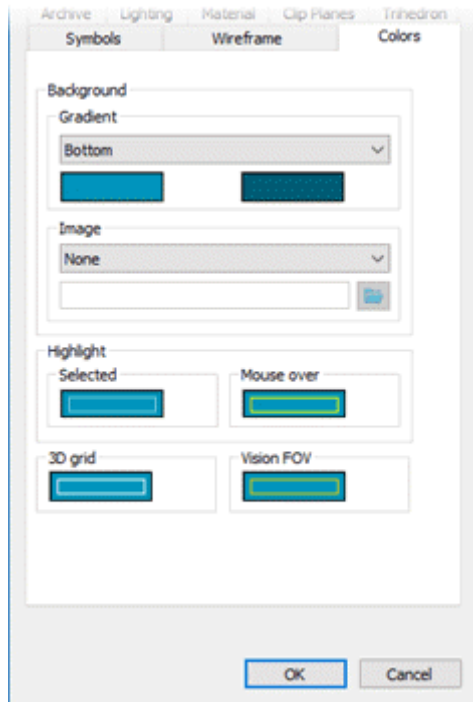 Archive Lighting Material Clip Planes Trihedron
Symbols Wireframe Colors
Background
Gradient
Bottom
Image
None
Highlight
Selected Mouse over
3D grid Vision FOV
OK Cancel